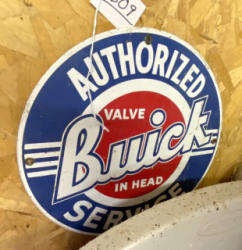 AUTHORIZED
VALVE
Buick
IN HEAD
SERVICE